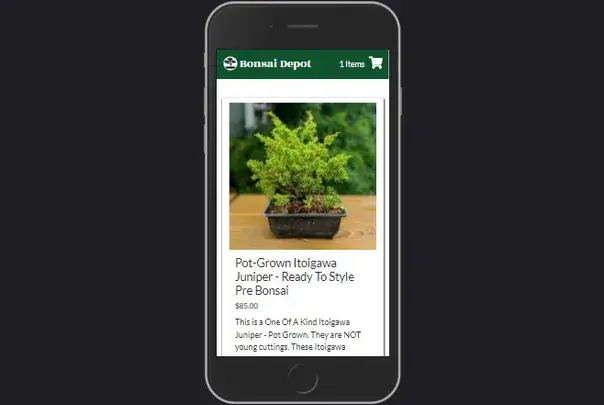 Bonsai Depot
1 Items
Pot-Grown Itoigawa
Juniper - Ready To Style
Pre Bonsai
$85.00
This is a One Of A Kind Itoigawa
Juniper - Pot Grown. They are NOT
young cuttings. These Itoigawa